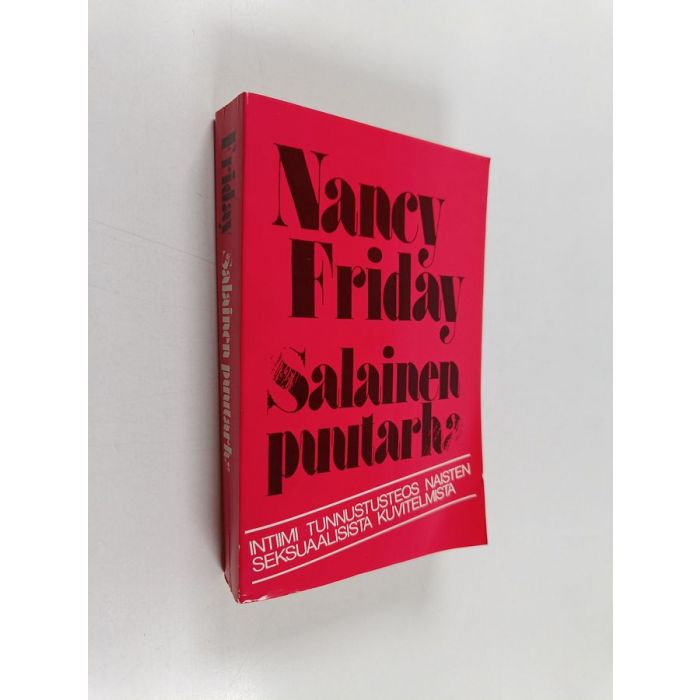 Nancy
Friday
Salainen
puutarha
INTIIMI TUNNUSTUSTEOS NAISTEN
SEKSUAALISISTA KUVITELMISTA
Friday Salainen puutarha